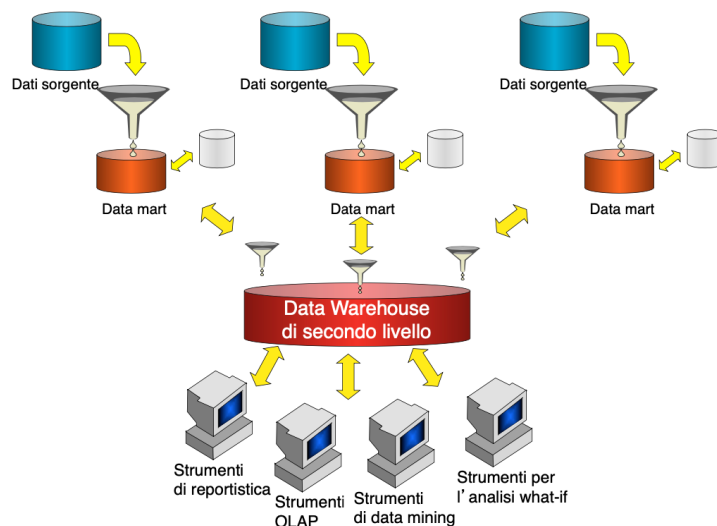 Dati sorgente
Dati sorgente
Dati sorgente
Data mart
Data mart
Data mart
Data Warehouse
di secondo livello
Strumenti
di reportistica
Strumenti
OLAP
Strumenti
di data mining
Strumenti per
l’analisi what-if